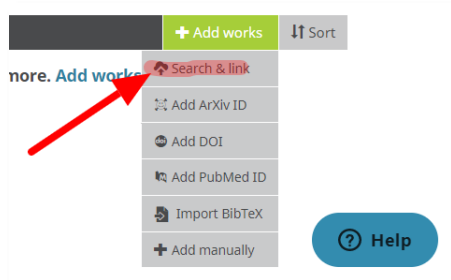 Add works
Sort
more. Add works
Search & link
Add ArXiv ID
doi Add DOI
Add PubMed ID
Import BibTeX
Add manually
? Help